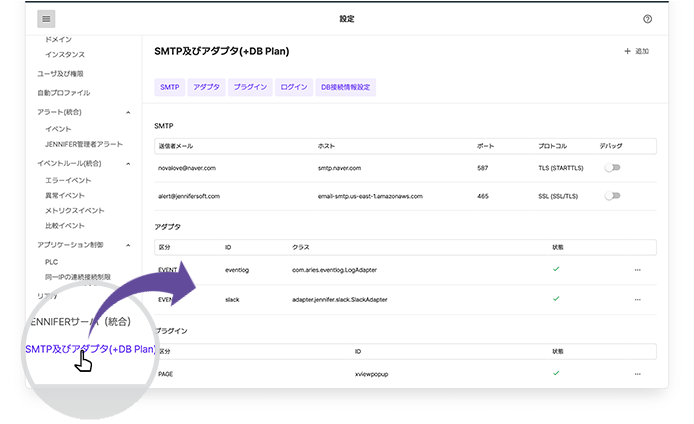 設定
ドメイン
インスタンス
ユーザ及び権限
自動プロファイル
アラート(統合)
イベント
JENNIFER管理者アラート
イベントルール(統合)
エラーイベント
異常イベント
メトリクスイベント
比較イベント
アプリケーション制御
PLC
同一IPの連続接続制限
ENNIFERサーバ（統合）
SMTP及びアダプタ(+DB Plan)
SMTP及びアダプタ(+DB Plan)
追加
SMTP アダプタ プラグイン ログイン DB接続情報設定
SMTP
送信者メール ホスト ポート プロトコル デバッグ
novalove@naver.com smtp.naver.com 587 TLS (STARTTLS)
alert@jennifersoft.com email-smtp.us-east-1.amazonaws.com 465 SSL (SSL/TLS)
アダプタ
区分 ID クラス 状態
EVENT eventlog com.aries.eventlog.LogAdapter
slack adapter.jennifer.slack.SlackAdapter
プラグイン
区分 ID 状態
PAGE xviewpopup